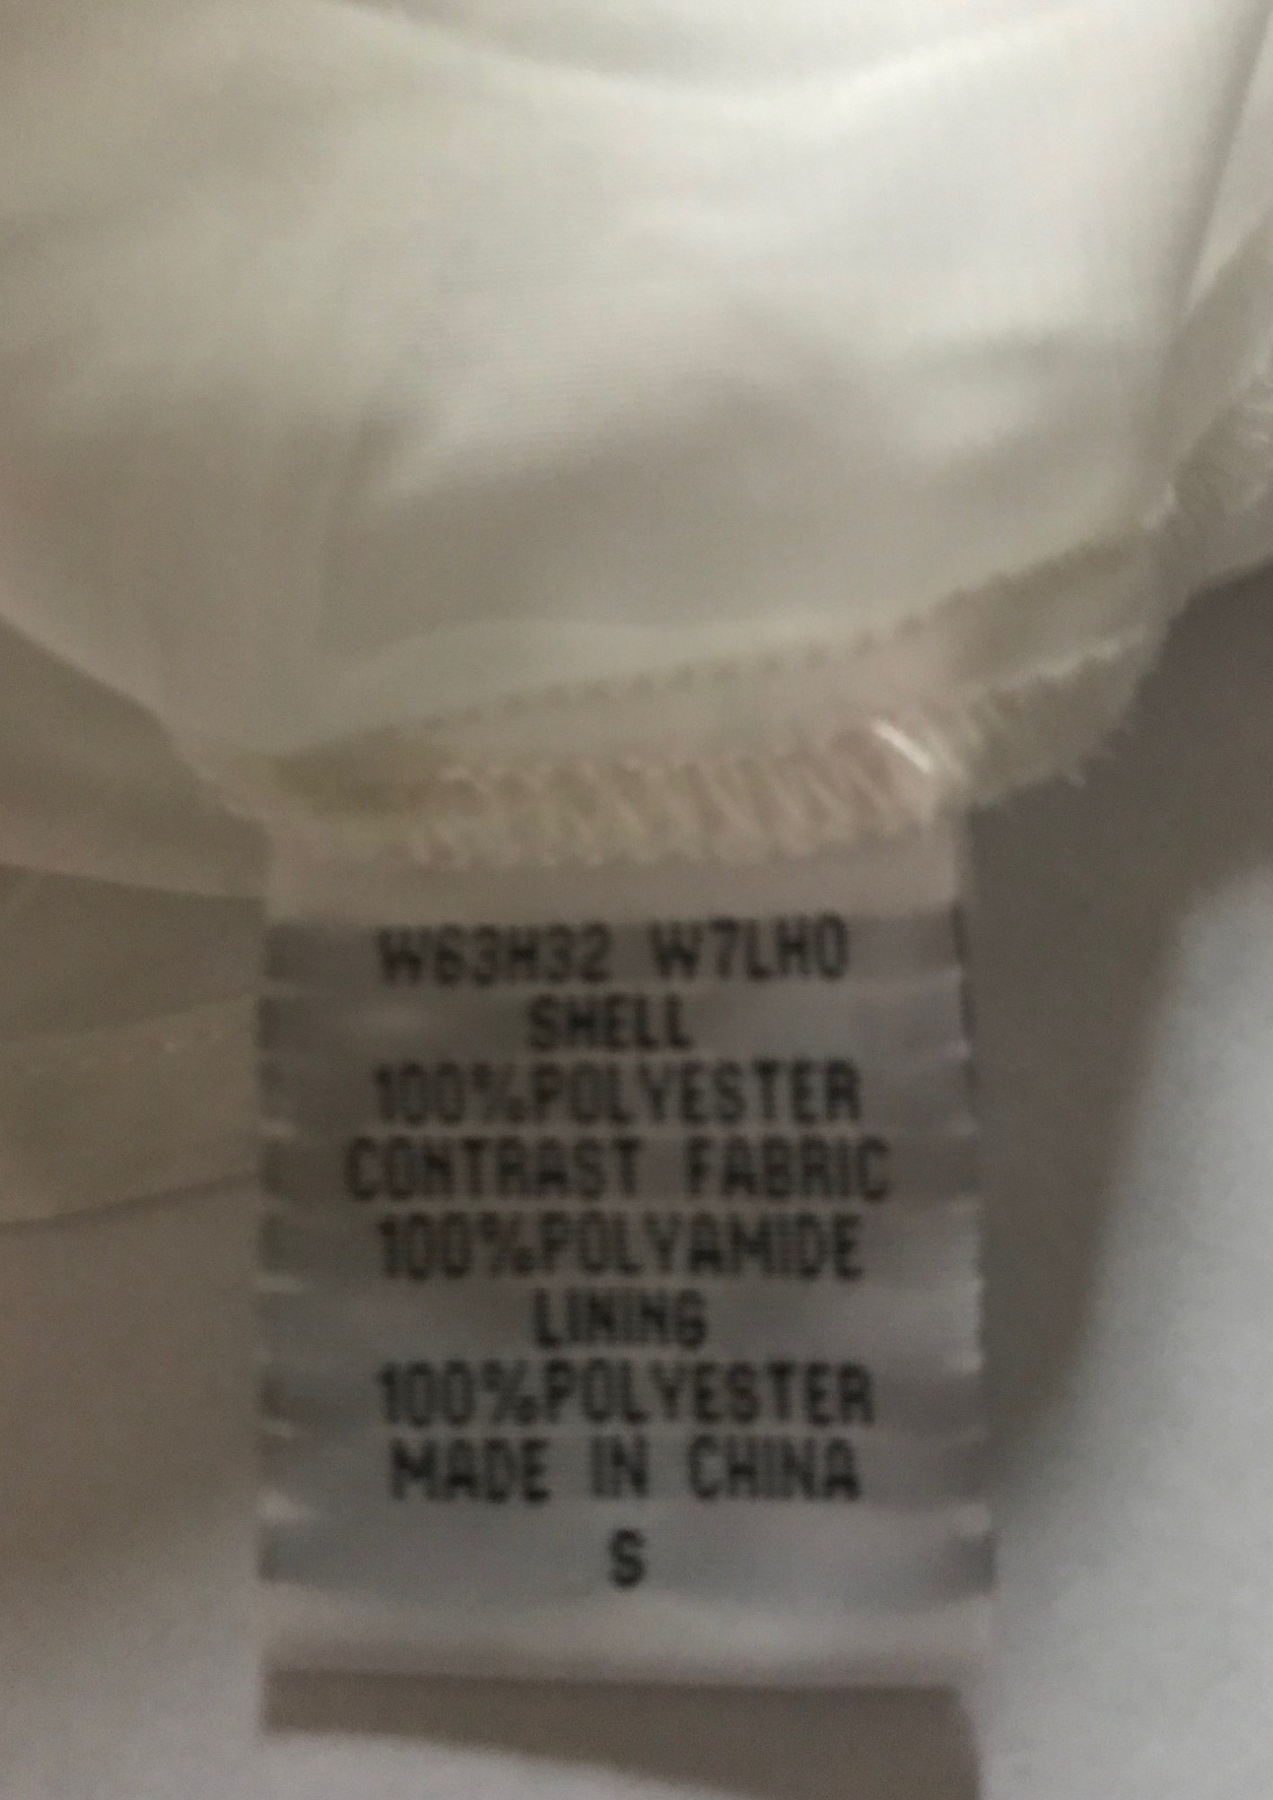 W63H32 W7LH0
SHELL
100%POLYESTER
CONTRAST FABRIC
100%POLYAMIDE
LINING
100%POLYESTER
MADE IN CHINA
S